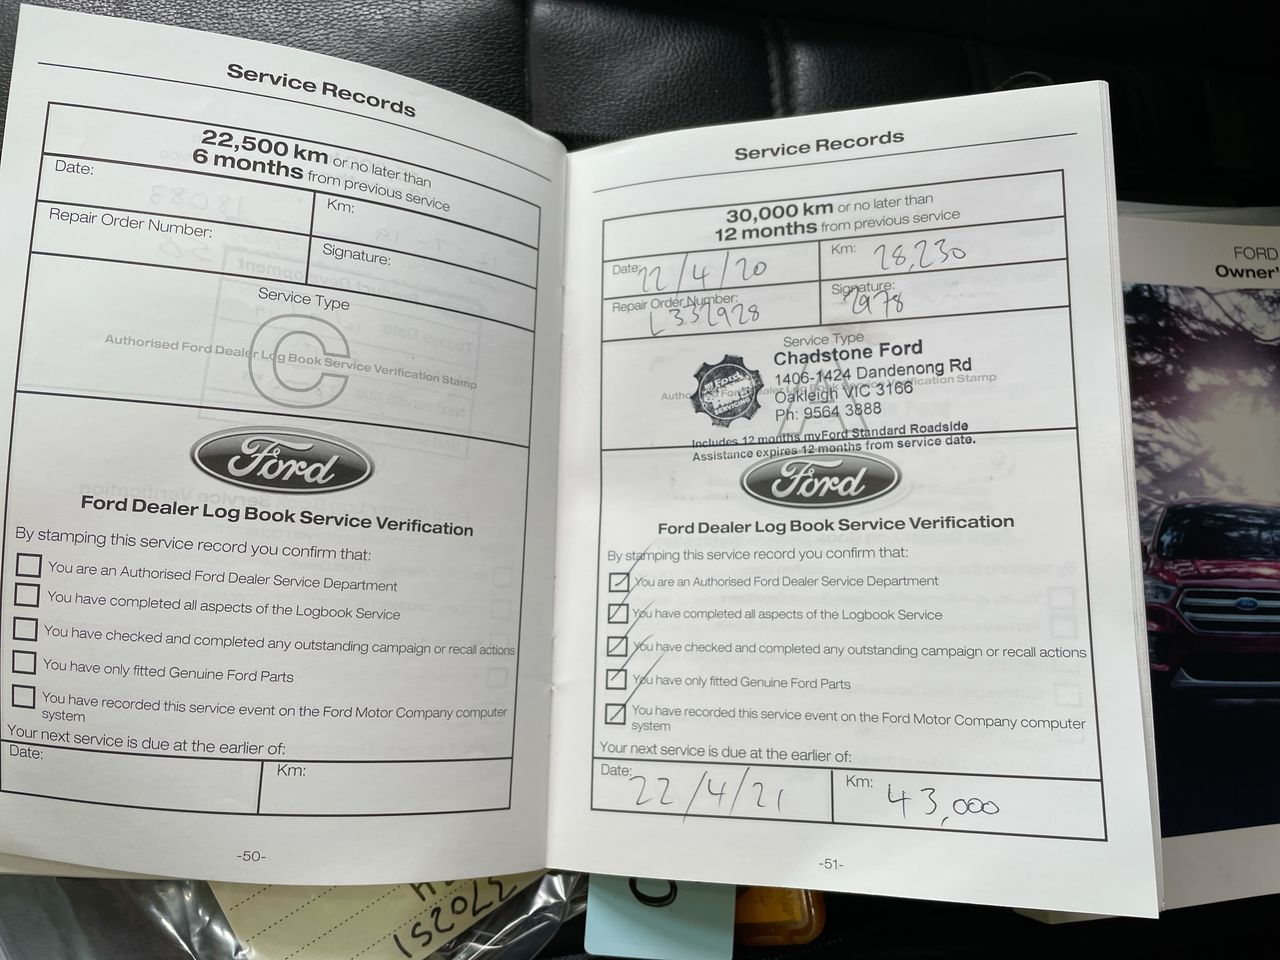 Service Records
22,500 km or no later than
6 months from previous service
Date:
Km:
Repair Order Number:
Signature:
Service Type
C
Authorised Ford Dealer Log Book Service Verification Stamp
Ford
Ford Dealer Log Book Service Verification
By stamping this service record you confirm that:
You are an Authorised Ford Dealer Service Department
You have completed all aspects of the Logbook Service
You have checked and completed any outstanding campaign or recall actions
You have only fitted Genuine Ford Parts
You have recorded this service event on the Ford Motor Company computer
system
Your next service is due at the earlier of:
Date:
Km:
-50-
Service Records
30,000 km or no later than
12 months from previous service
Date: 22/4/20
Km: 28,230
Repair Order Number: L332928
Signature: 2978
Service Type
A
Chadstone Ford
1406-1424 Dandenong Rd
Oakleigh VIC 3166
Ph: 9564 3888
Includes 12 months myFord Standard Roadside
Assistance expires 12 months from service date.
Ford
Ford Dealer Log Book Service Verification
By stamping this service record you confirm that:
You are an Authorised Ford Dealer Service Department
You have completed all aspects of the Logbook Service
You have checked and completed any outstanding campaign or recall actions
You have only fitted Genuine Ford Parts
You have recorded this service event on the Ford Motor Company computer
system
Your next service is due at the earlier of:
Date: 22/4/21
Km: 43,000
-51-
FORD
Owner'